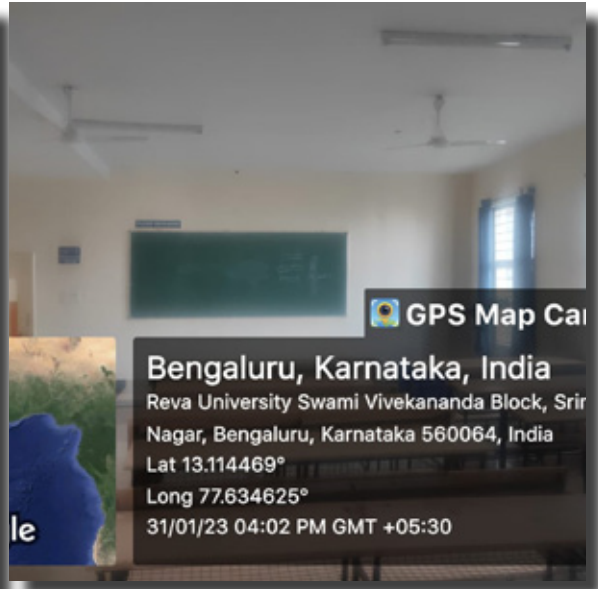 GPS Map Ca
Bengaluru, Karnataka, India
Reva University Swami Vivekananda Block, Srir
Nagar, Bengaluru, Karnataka 560064, India
Lat 13.114469°
Long 77.634625°
31/01/23 04:02 PM GMT +05:30
le